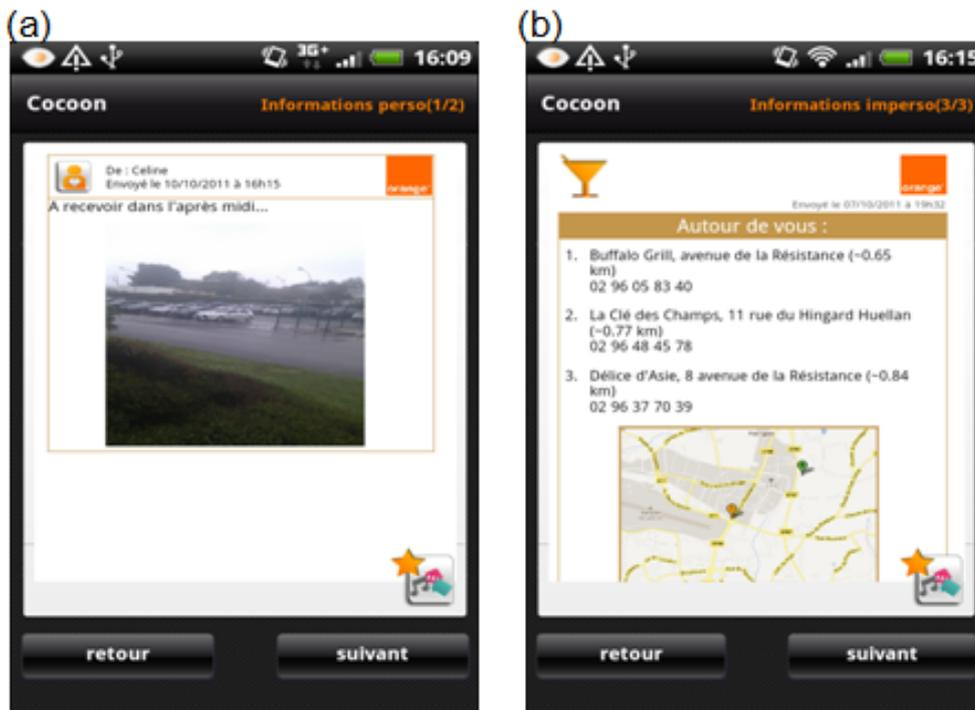 (a)
3G+ 16:09
Cocoon Informations perso(1/2)
De : Celine
Envoyé le 10/10/2011 à 16h15
orange
A recevoir dans l'après midi...
retour suivant
(b)
16:15
Cocoon Informations imperso(3/3)
orange
Envoyé le 07/10/2011 à 19h32
Autour de vous :
1. Buffalo Grill, avenue de la Résistance (~0.65
km)
02 96 05 83 40
2. La Clé des Champs, 11 rue du Hingard Huellan
(~0.77 km)
02 96 48 45 78
3. Délice d'Asie, 8 avenue de la Résistance (~0.84
km)
02 96 37 70 39
retour suivant